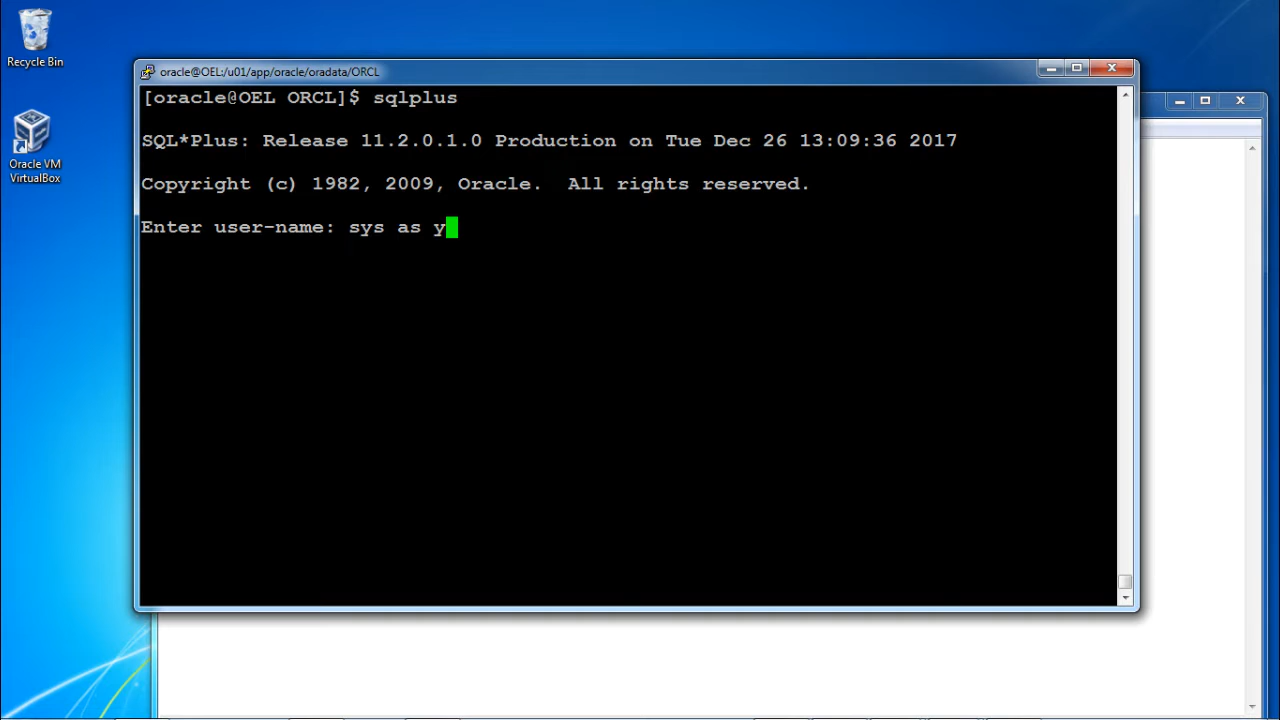 Recycle Bin
Oracle VM
VirtualBox
oracle@OEL:/u01/app/oracle/oradata/ORCL
[oracle@OEL ORCL]$ sqlplus
SQL*Plus: Release 11.2.0.1.0 Production on Tue Dec 26 13:09:36 2017
Copyright (c) 1982, 2009, Oracle.  All rights reserved.
Enter user-name: sys as y